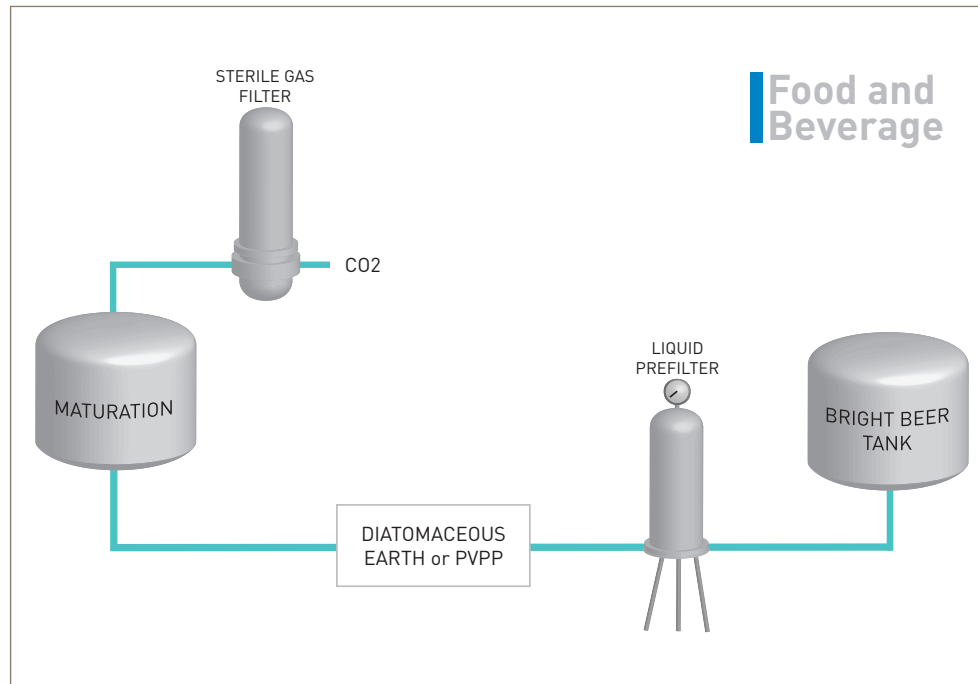 STERILE GAS
FILTER
Food and
Beverage
CO2
MATURATION
LIQUID
PREFILTER
BRIGHT BEER
TANK
DIATOMACEOUS
EARTH or PVPP